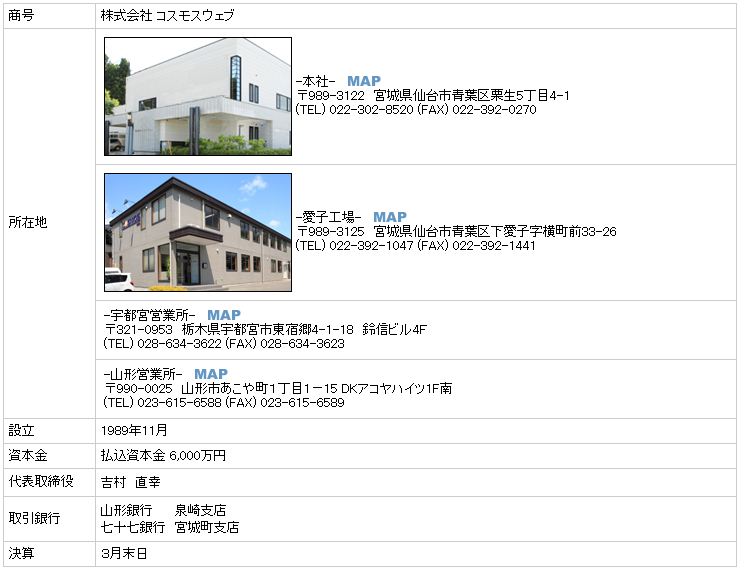 商号
株式会社 コスモスウェブ
所在地
-本社- MAP
〒989-3122 宮城県仙台市青葉区栗生5丁目4-1
(TEL) 022-302-8520 (FAX) 022-392-0270
-愛子工場- MAP
〒989-3125 宮城県仙台市青葉区下愛子字横町前33-26
(TEL) 022-392-1047 (FAX) 022-392-1441
-宇都宮営業所- MAP
〒321-0953 栃木県宇都宮市東宿郷4-1-18 鈴信ビル4F
(TEL) 028-634-3622 (FAX) 028-634-3623
-山形営業所- MAP
〒990-0025 山形市あこや町1丁目1－15 DKアコヤハイツ1F南
(TEL) 023-615-6588 (FAX) 023-615-6589
設立
1989年11月
資本金
払込資本金 6,000万円
代表取締役
吉村 直幸
取引銀行
山形銀行 泉崎支店
七十七銀行 宮城町支店
決算
3月末日